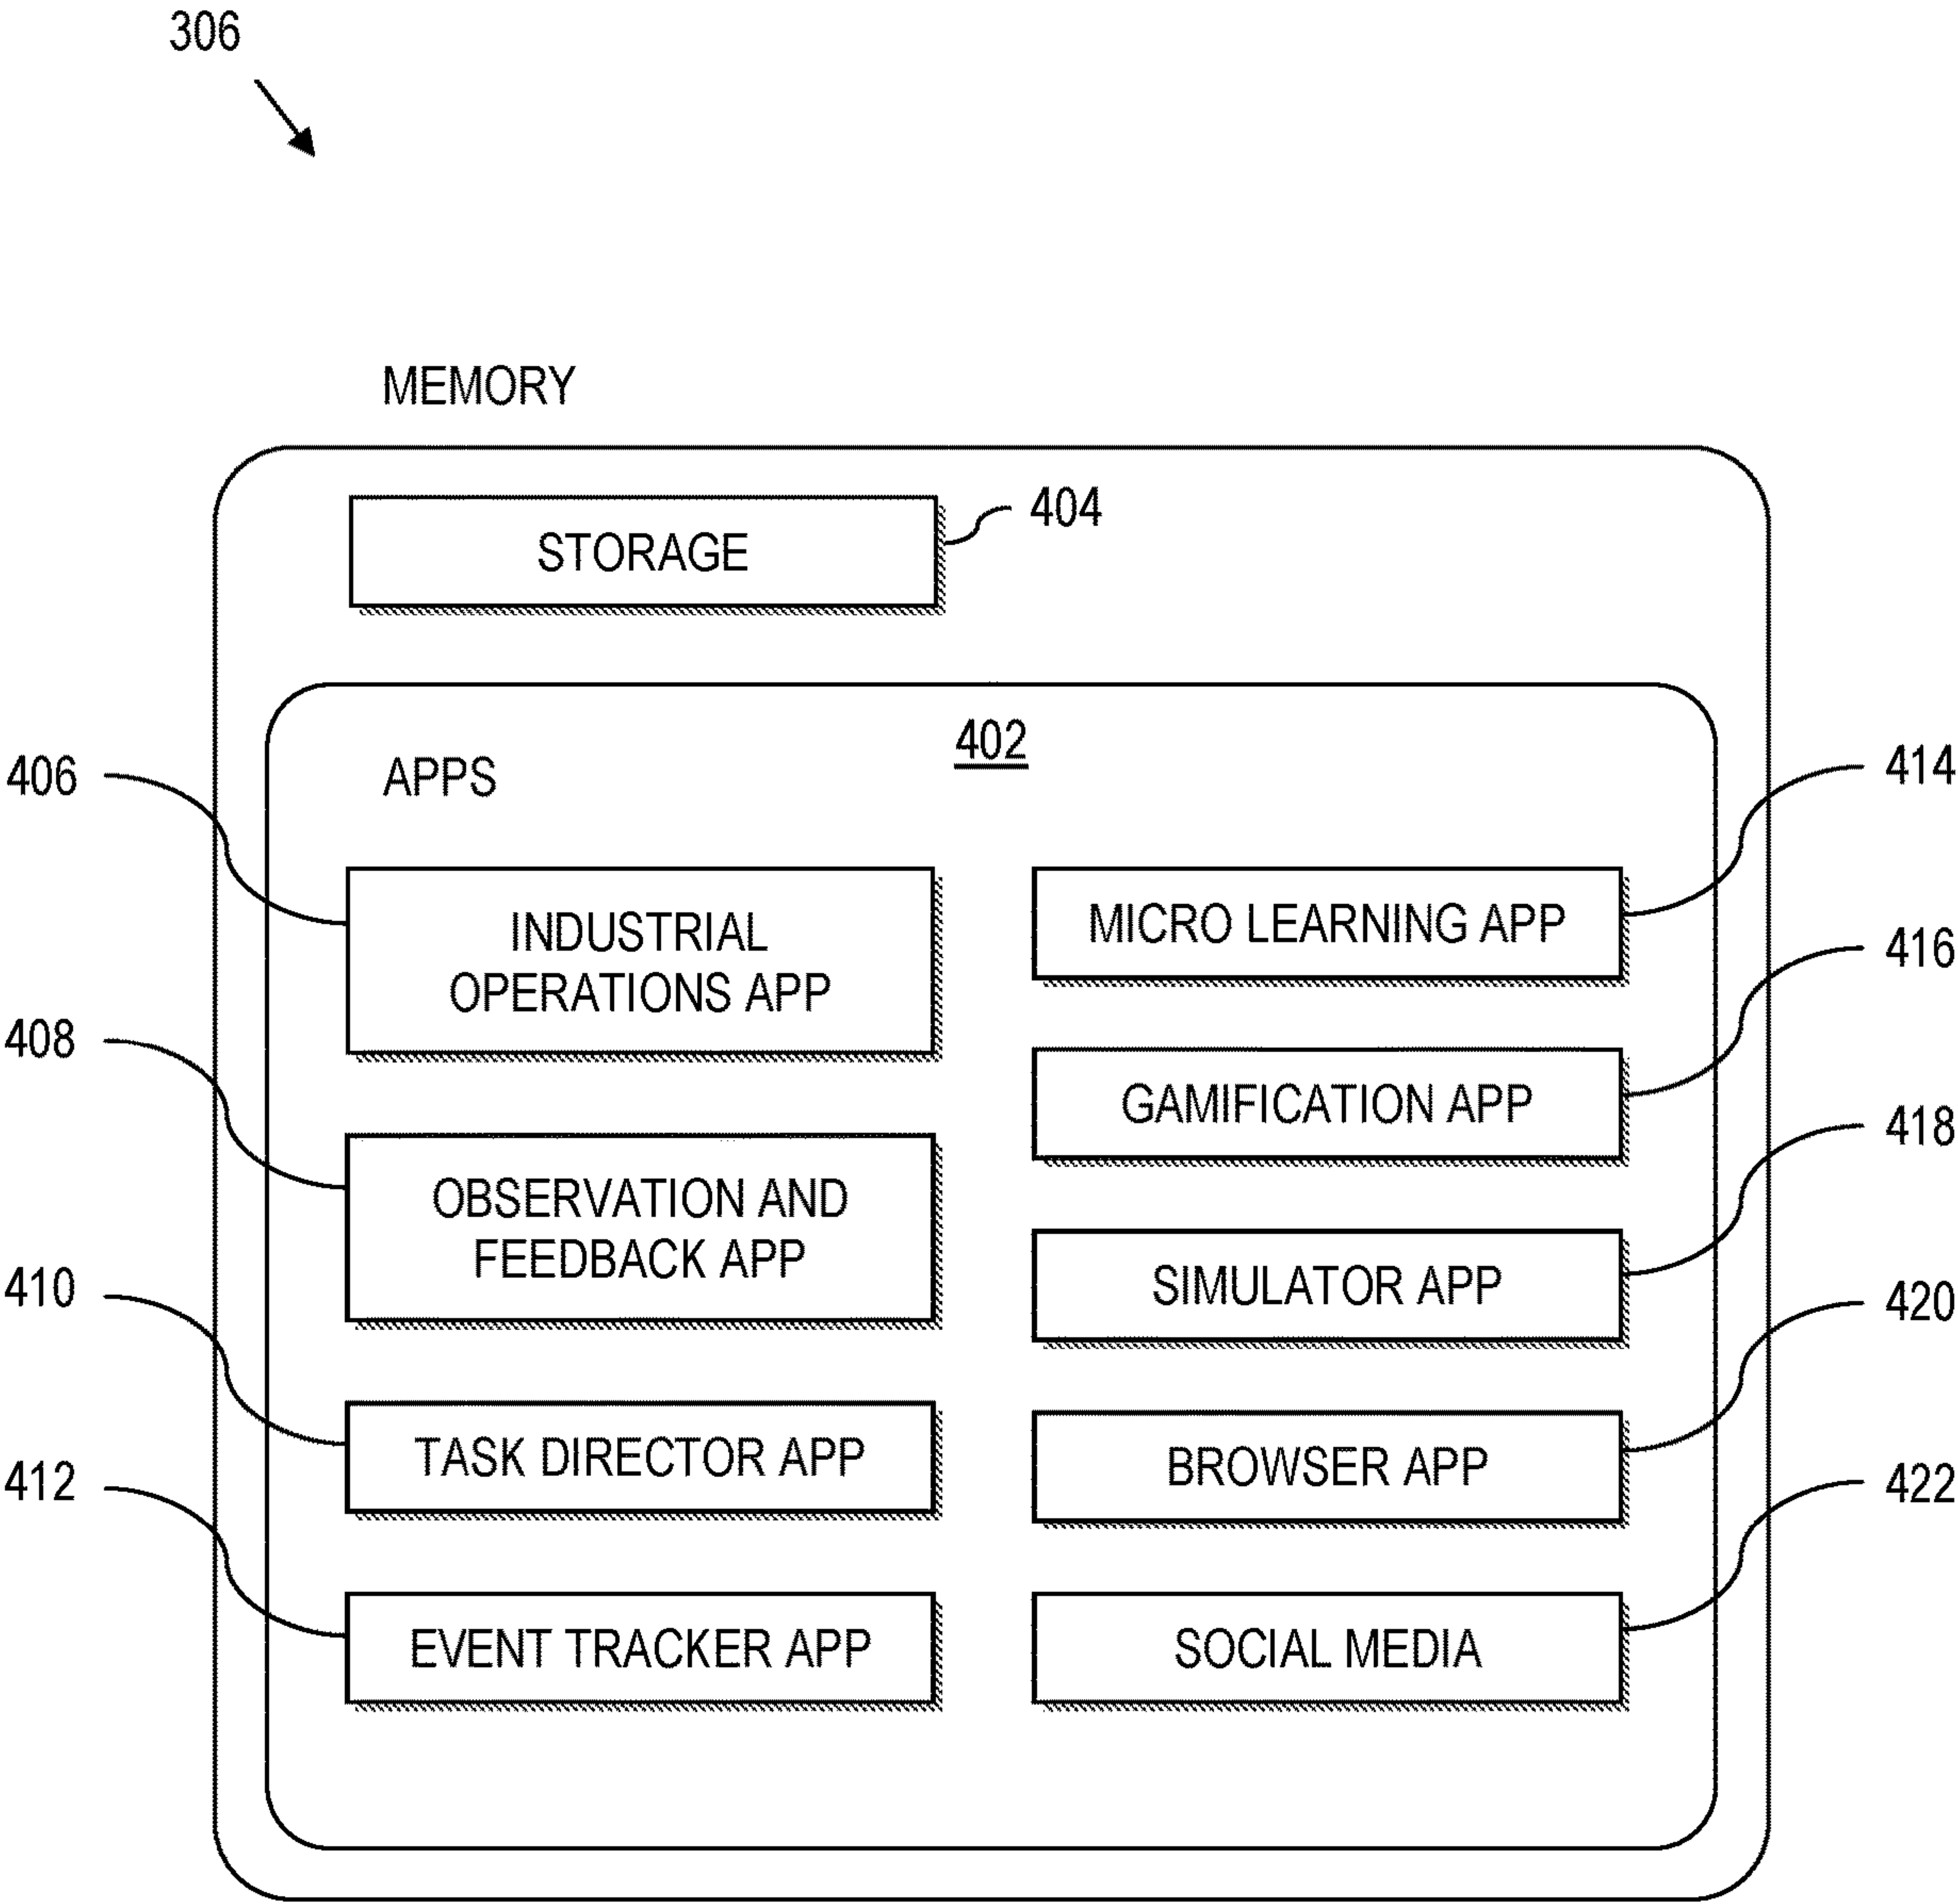 306
MEMORY
STORAGE
404
402
APPS
406
INDUSTRIAL
OPERATIONS APP
408
OBSERVATION AND
FEEDBACK APP
410
TASK DIRECTOR APP
412
EVENT TRACKER APP
414
MICRO LEARNING APP
416
GAMIFICATION APP
418
SIMULATOR APP
420
BROWSER APP
422
SOCIAL MEDIA